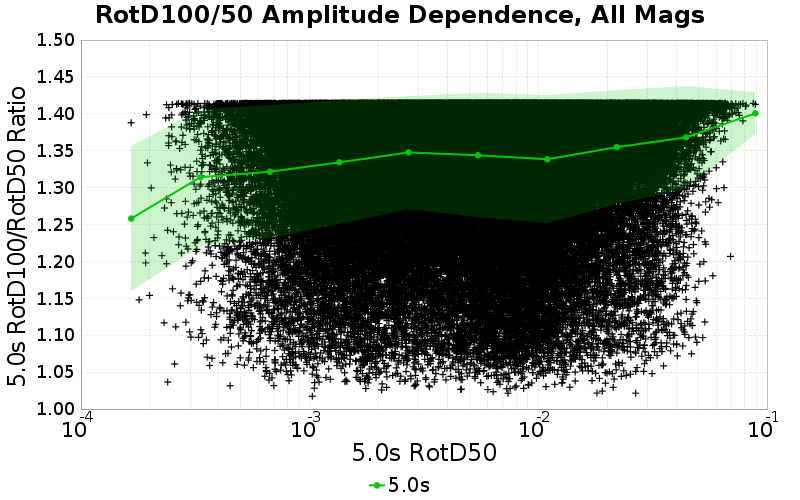 RotD100/50 Amplitude Dependence, All Mags
5.0s RotD100/RotD50 Ratio
1.50
1.45
1.40
1.35
1.30
1.25
1.20
1.15
1.10
1.05
1.00
10^-4 10^-3 10^-2 10^-1
5.0s RotD50
5.0s